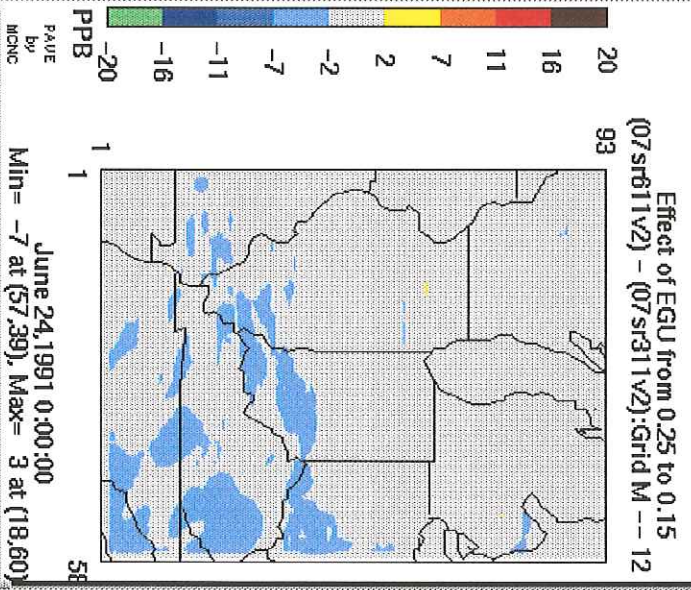 Effect of EGU from 0.25 to 0.15
(07sr611v2) - (07sr311v2):Grid M -- 12
20
16
11
7
2
-2
-7
-11
-16
-20
PPB
PAVE
by
MCNC
93
1
1
58
June 24,1991 0:00:00
Min= -7 at (57,39), Max= 3 at (18,60)